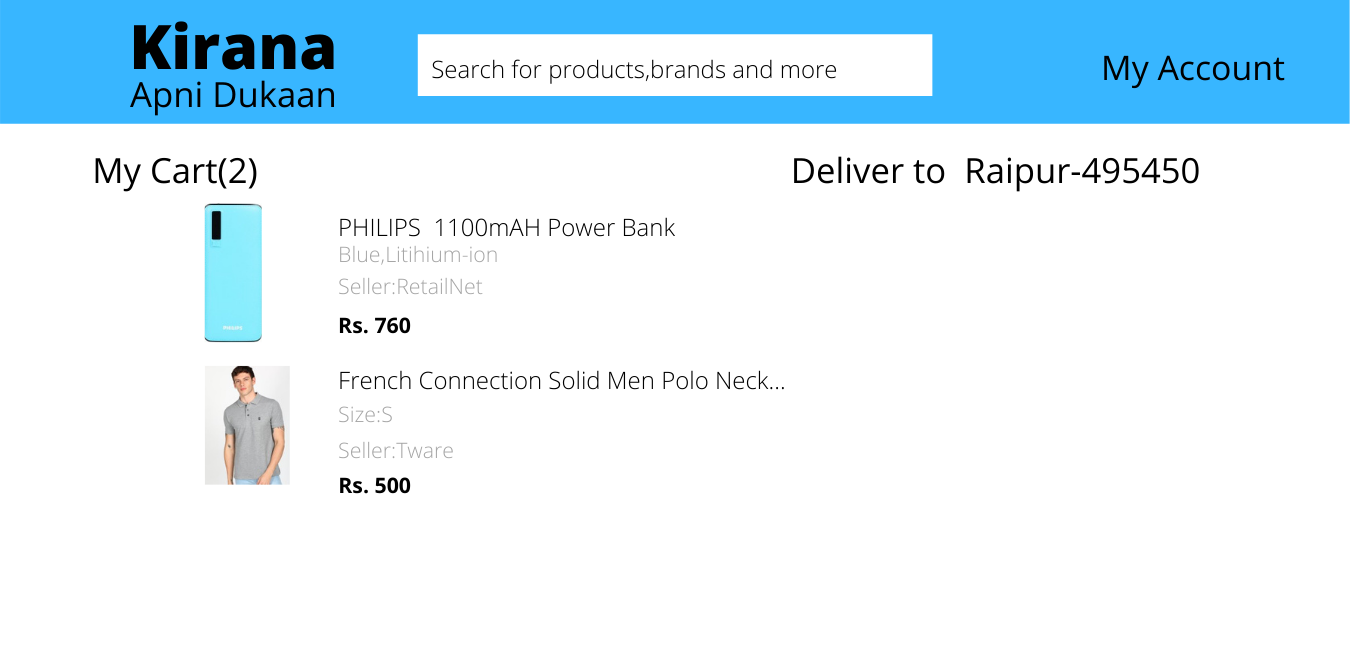 Kirana
Apni Dukaan
Search for products,brands and more
My Account
My Cart(2)
Deliver to  Raipur-495450
PHILIPS  1100mAH Power Bank
Blue,Litihium-ion
Seller:RetailNet
Rs. 760
PHILIPS
French Connection Solid Men Polo Neck...
Size:S
Seller:Tware
Rs. 500